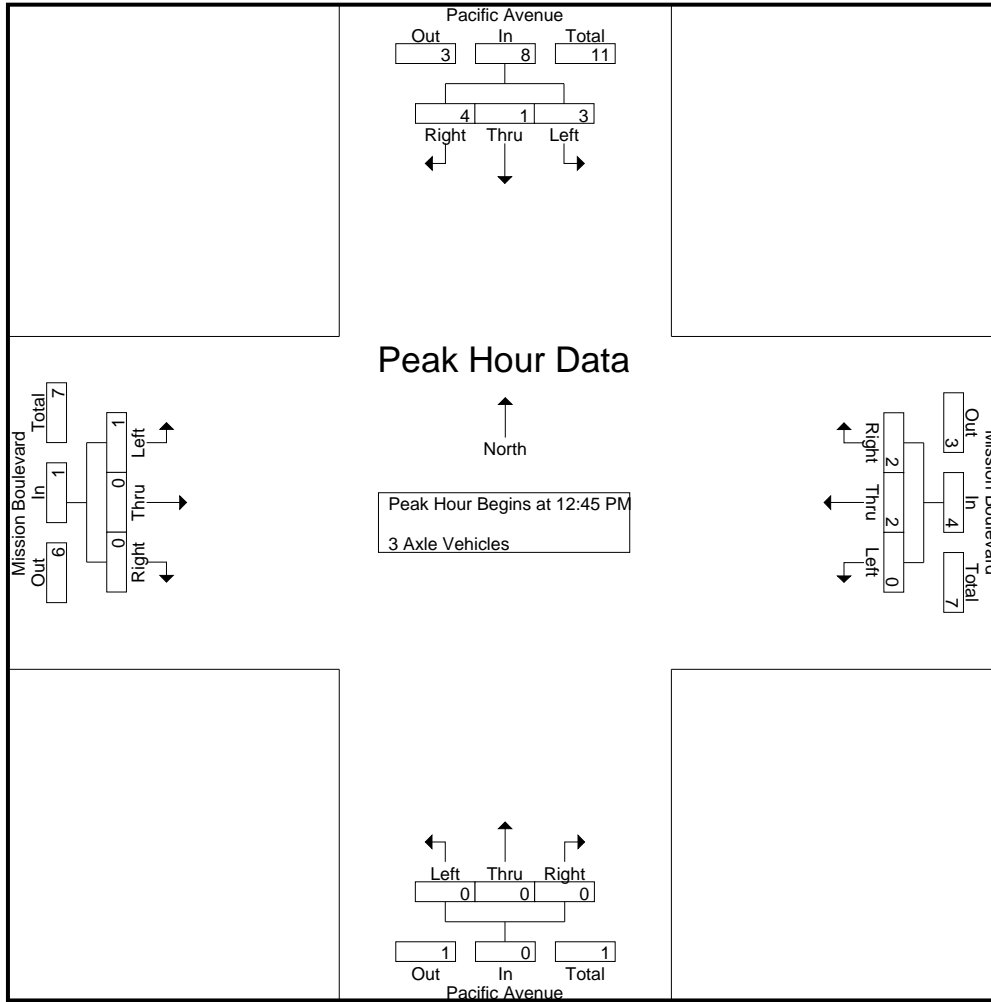 Pacific Avenue
Out In Total
3 8 11
4 1 3
Right Thru Left
Peak Hour Data
North
Peak Hour Begins at 12:45 PM
3 Axle Vehicles
Mission Boulevard
Total In Out
7 1 6
1 0 0
Left Thru Right
Right Thru Left
2 2 0
3 4 7
Out In Total
Mission Boulevard
Left Thru Right
0 0 0
1 0 1
Out In Total
Pacific Avenue